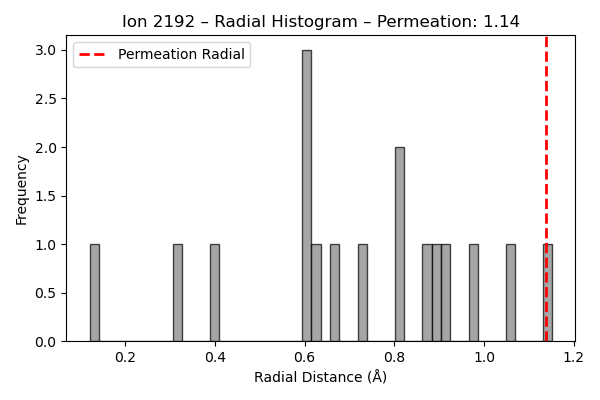 Ion 2192 – Radial Histogram – Permeation: 1.14
Permeation Radial
Frequency
3.0
2.5
2.0
1.5
1.0
0.5
0.0
0.2 0.4 0.6 0.8 1.0 1.2
Radial Distance (Å)